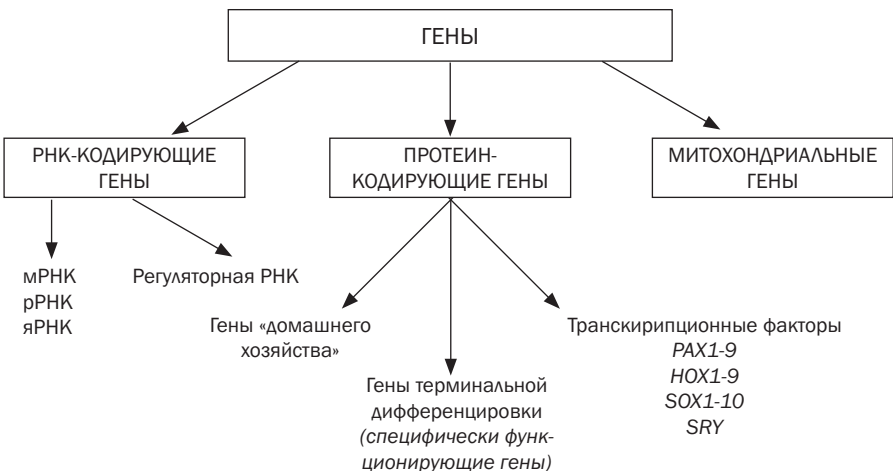 ГЕНЫ
РНК-КОДИРУЮЩИЕ
ГЕНЫ
ПРОТЕИН-
КОДИРУЮЩИЕ ГЕНЫ
МИТОХОНДРИАЛЬНЫЕ
ГЕНЫ
мРНК
рРНК
яРНК
Регуляторная РНК
Гены «домашнего
хозяйства»
Гены терминальной
дифференцировки
(специфически функ-
ционирующие гены)
Транскирипционные факторы
PAX1-9
HOX1-9
SOX1-10
SRY